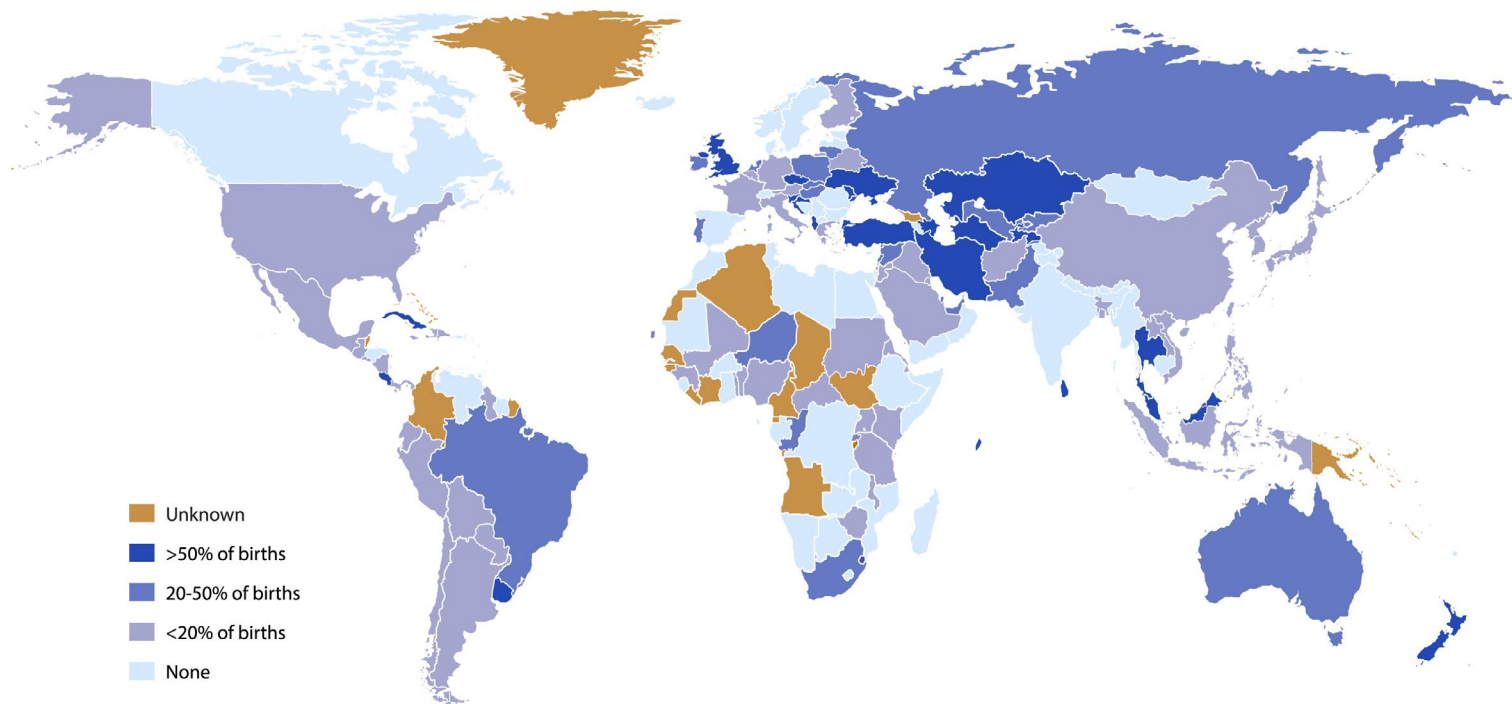 Unknown
>50% of births
20-50% of births
<20% of births
None